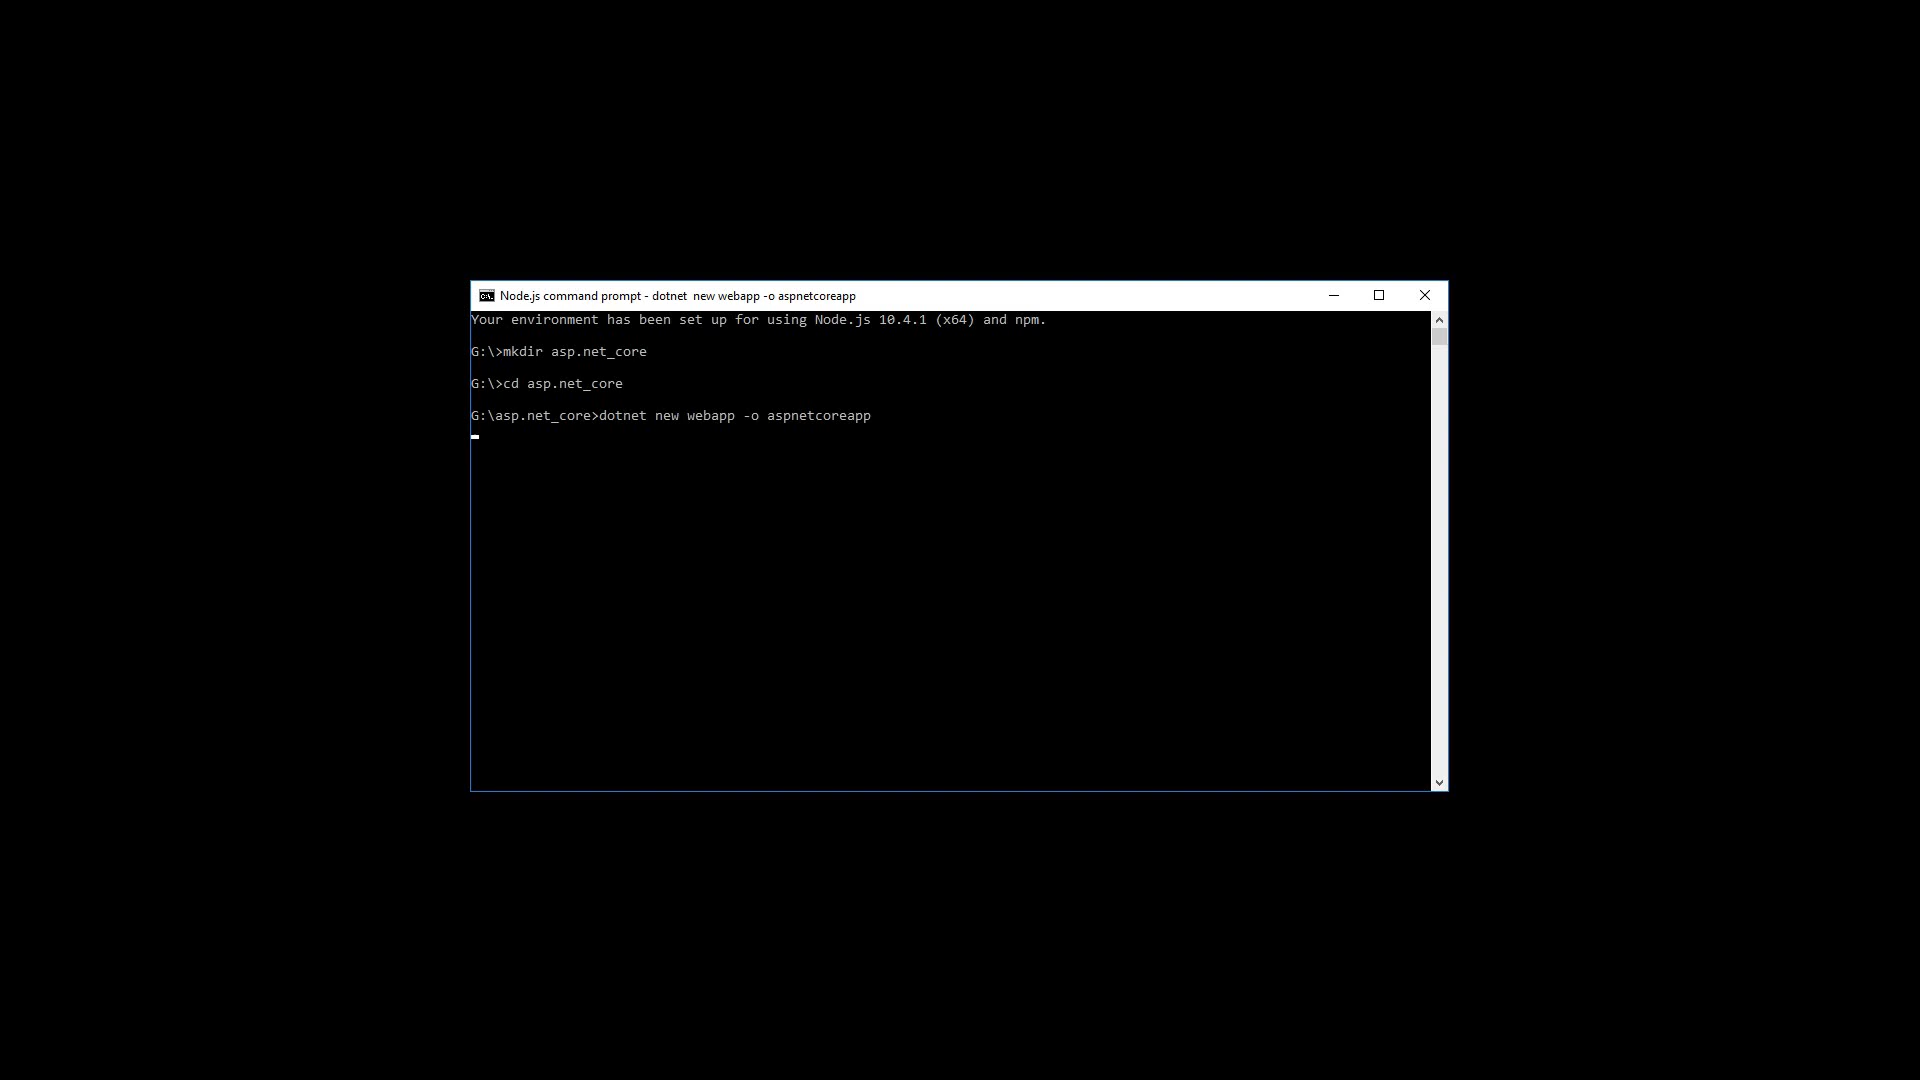 Node.js command prompt - dotnet  new webapp -o aspnetcoreapp
Your environment has been set up for using Node.js 10.4.1 (x64) and npm.
G:\>mkdir asp.net_core
G:\>cd asp.net_core
G:\asp.net_core>dotnet new webapp -o aspnetcoreapp